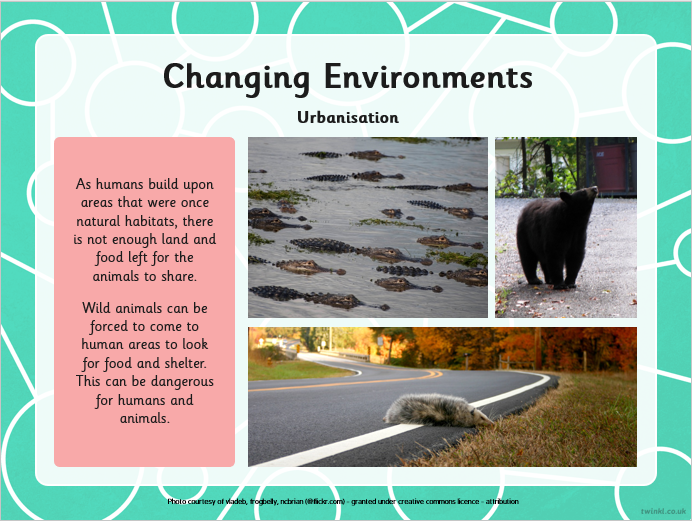 Changing Environments
Urbanisation
As humans build upon
areas that were once
natural habitats, there
is not enough land and
food left for the
animals to share.
Wild animals can be
forced to come to
human areas to look
for food and shelter.
This can be dangerous
for humans and
animals.
Photo courtesy of vladeb, frogbelly, ncbrian (@flickr.com) - granted under creative commons licence - attribution
twinkl.co.uk